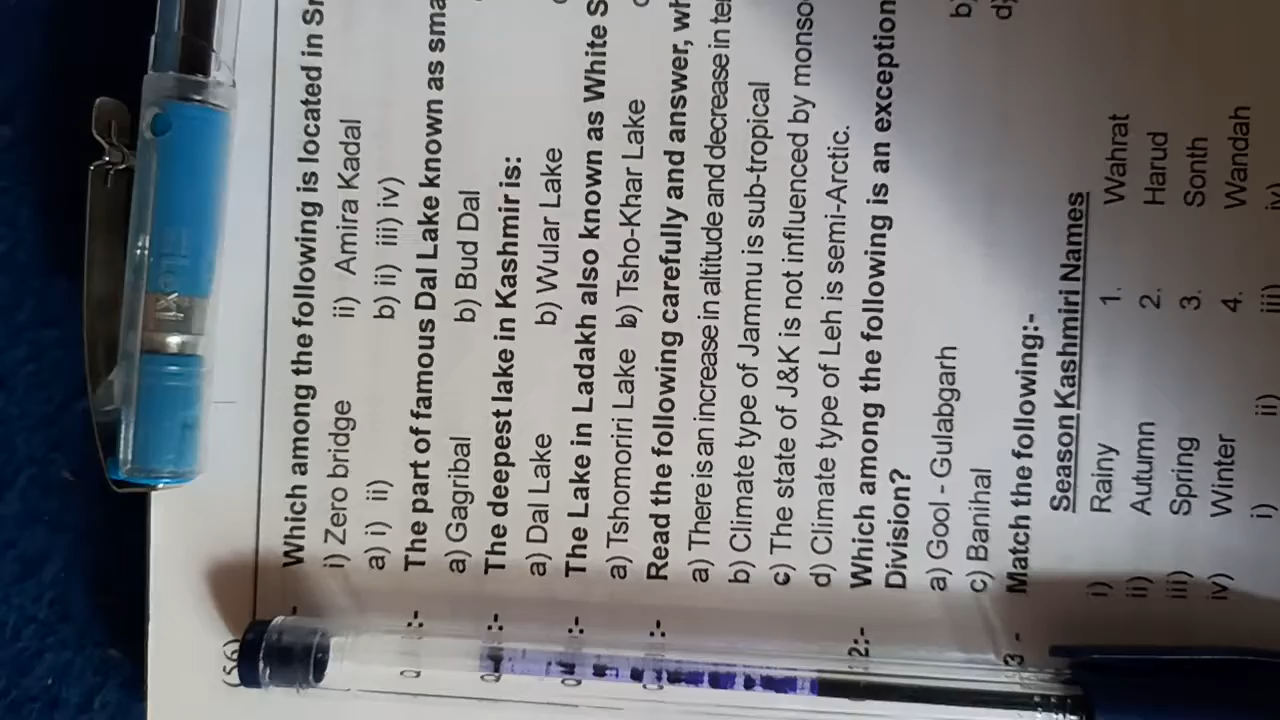 (56)
- Which among the following is located in Sr
i) Zero bridge ii) Amira Kadal
a) i) ii) b) ii) iii) iv)
Q :- The part of famous Dal Lake known as sma
a) Gagribal b) Bud Dal
Q :- The deepest lake in Kashmir is:
a) Dal Lake b) Wular Lake
Q :- The Lake in Ladakh also known as White S
a) Tshomoriri Lake b) Tsho-Khar Lake c
Q :- Read the following carefully and answer, wh
a) There is an increase in altitude and decrease in te
b) Climate type of Jammu is sub-tropical
c) The state of J&K is not influenced by monso
d) Climate type of Leh is semi-Arctic.
2:- Which among the following is an exception
Division?
a) Gool - Gulabgarh b)
c) Banihal d)
3 - Match the following:-
Season Kashmiri Names
i) Rainy 1. Wahrat
ii) Autumn 2. Harud
iii) Spring 3. Sonth
iv) Winter 4. Wandah
i) ii) iii) iv)